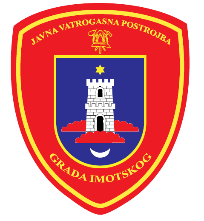 JAVNA VATROGASNA POSTROJBA
GRADA IMOTSKOG